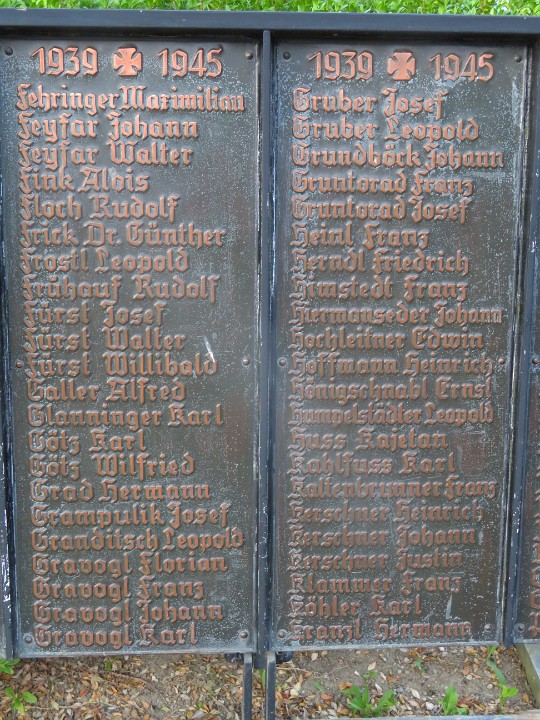 1939 1945
Fehringer Maximilian
Feyfar Johann
Feyfar Walter
Fink Alois
Floch Rudolf
Frick Dr. Günther
Fröstl Leopold
Frühauf Rudolf
Fürst Josef
Fürst Walter
Fürst Willibald
Galler Alfred
Glanninger Karl
Götz Karl
Götz Wilfried
Grad Hermann
Grampulik Josef
Granditsch Leopold
Gravogl Florian
Gravogl Franz
Gravogl Johann
Gravogl Karl
1939 1945
Gruber Josef
Gruber Leopold
Grundböck Johann
Gruntorad Franz
Gruntorad Josef
Heinl Franz
Herndl Friedrich
Himstedt Franz
Hiermanseder Johann
Hochleitner Edwin
Hoffmann Heinrich
Königschnabl Ernst
Humpelstädter Leopold
Huss Kajetan
Kahlfuss Karl
Kaltenbrunner Franz
Kerschner Heinrich
Kerschner Johann
Kerschner Justin
Klammer Franz
Köhler Karl
Kranzl Hermann